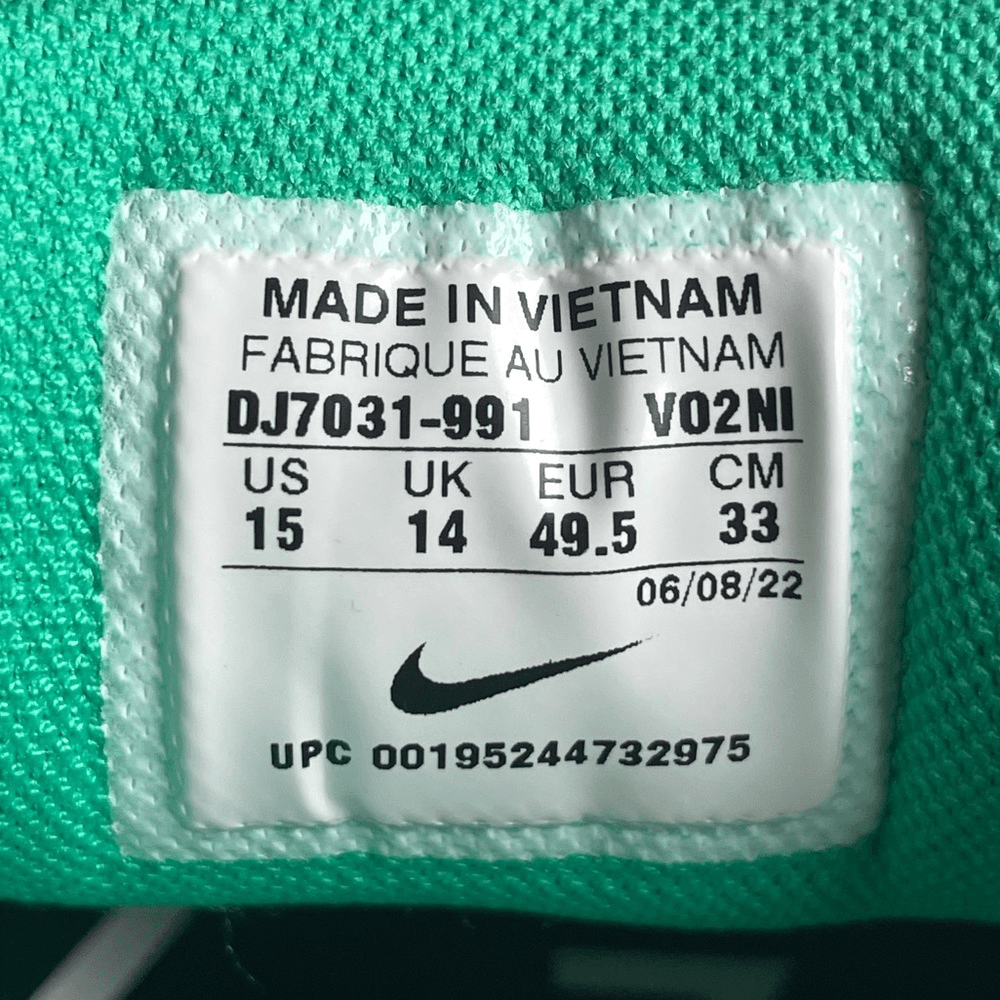 MADE IN VIETNAM
FABRIQUE AU VIETNAM
DJ7031-991 V02NI
US UK EUR CM
15 14 49.5 33
06/08/22
UPC 00195244732975